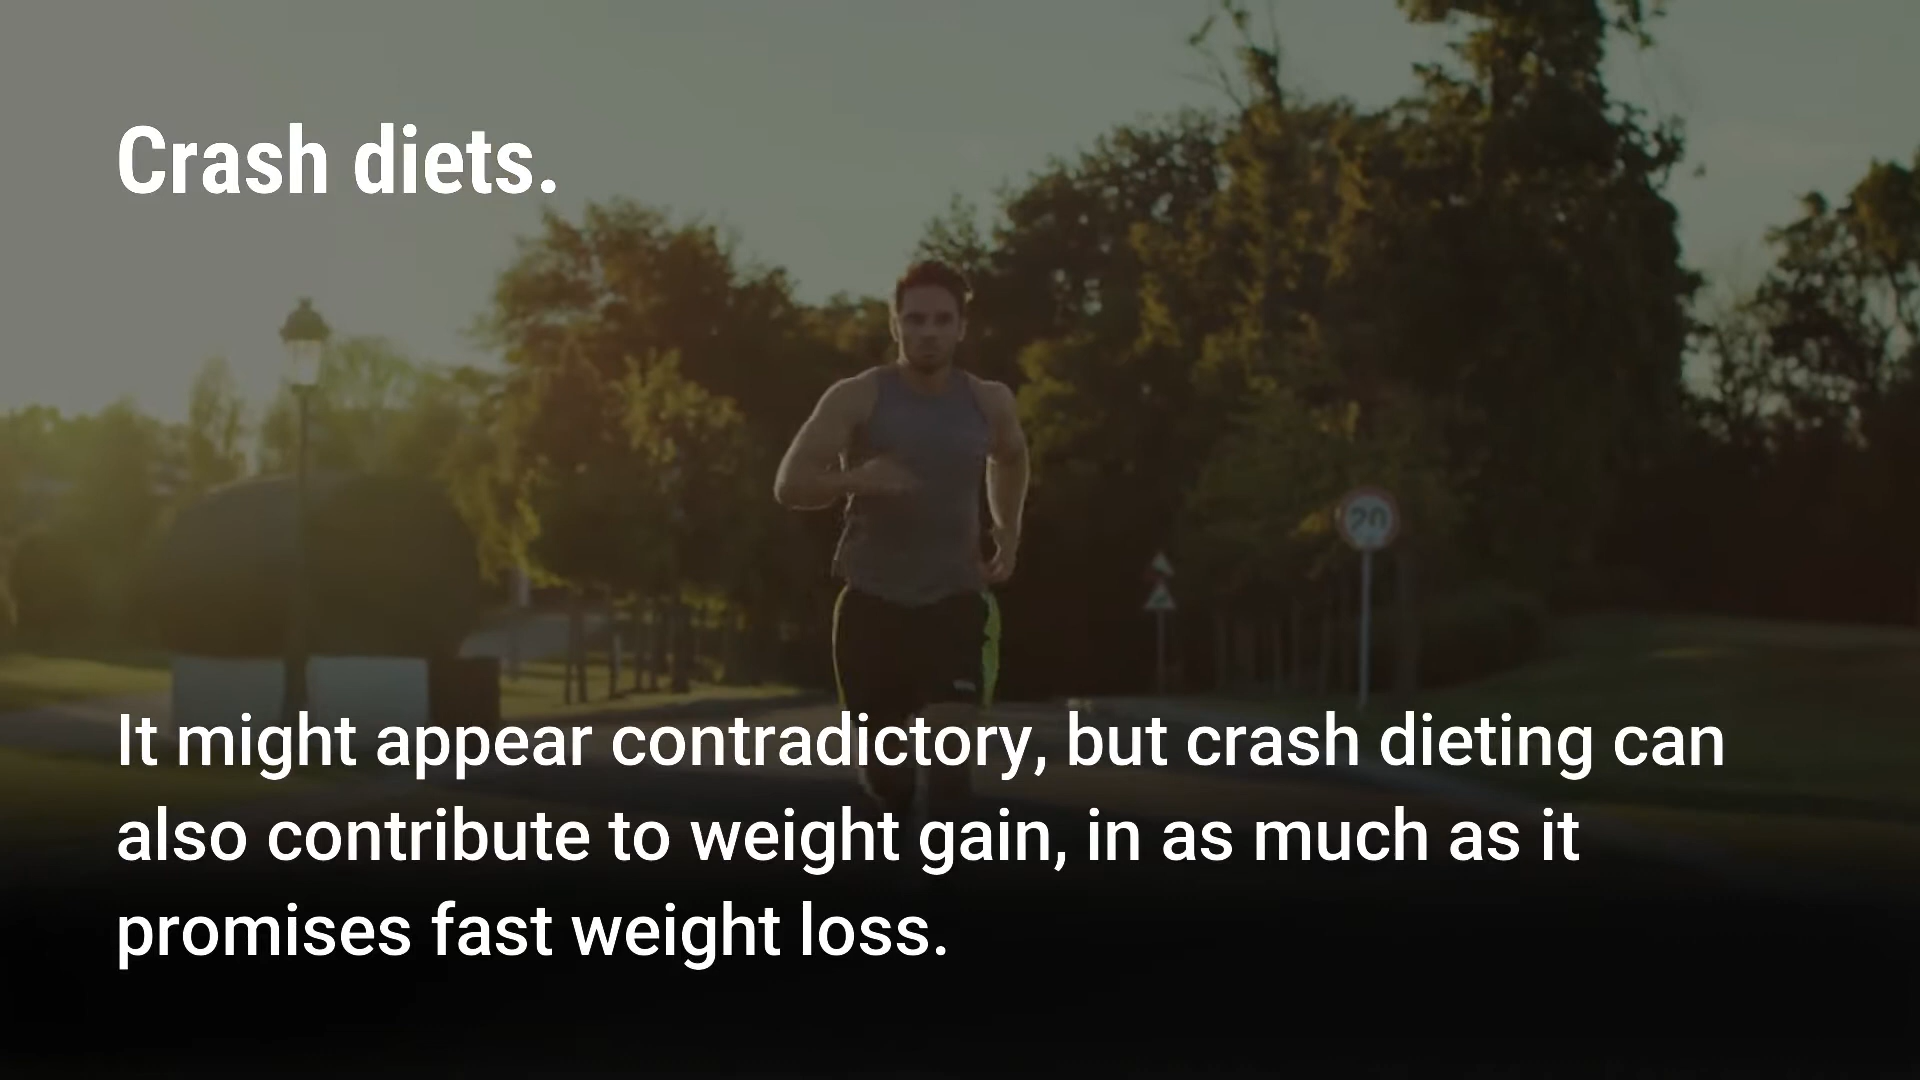 Crash diets.
20
It might appear contradictory, but crash dieting can
also contribute to weight gain, in as much as it
promises fast weight loss.